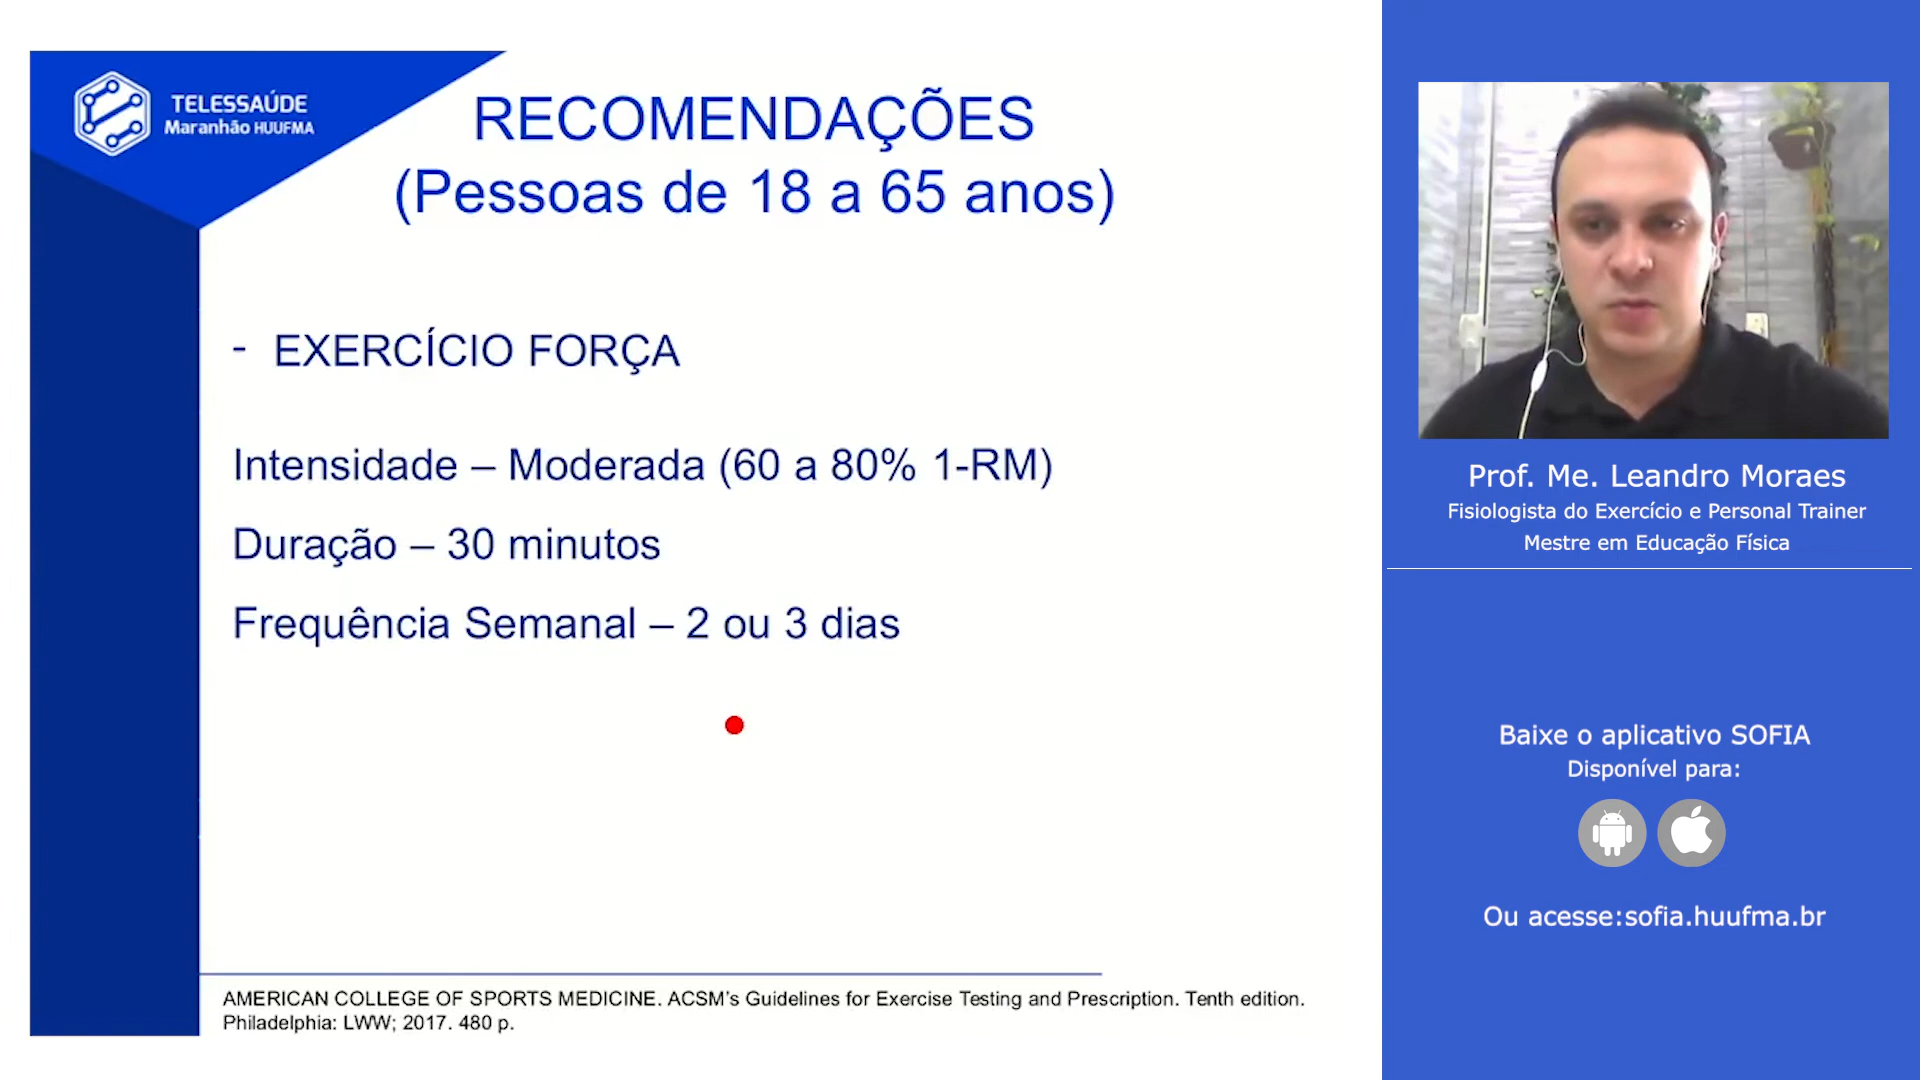 TELESSAÚDE
Maranhão HUUFMA
RECOMENDAÇÕES
(Pessoas de 18 a 65 anos)
- EXERCÍCIO FORÇA
Intensidade – Moderada (60 a 80% 1-RM)
Duração – 30 minutos
Frequência Semanal – 2 ou 3 dias
AMERICAN COLLEGE OF SPORTS MEDICINE. ACSM's Guidelines for Exercise Testing and Prescription. Tenth edition.
Philadelphia: LWW; 2017. 480 p.
Prof. Me. Leandro Moraes
Fisiologista do Exercício e Personal Trainer
Mestre em Educação Física
Baixe o aplicativo SOFIA
Disponível para:
Ou acesse:sofia.huufma.br